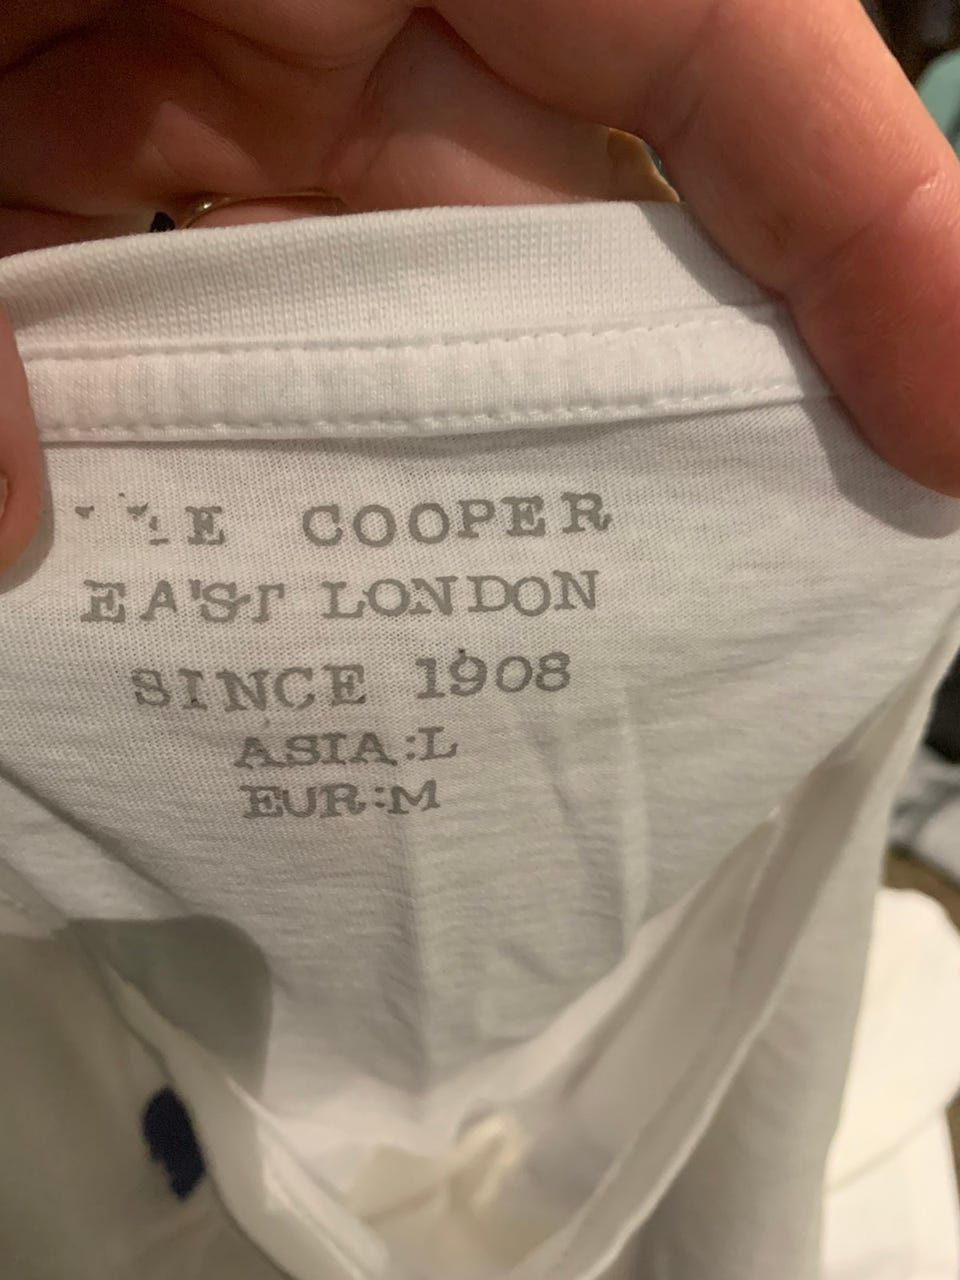 COOPER
EAST LONDON
SINCE 1908
ASIA:L
EUR:M